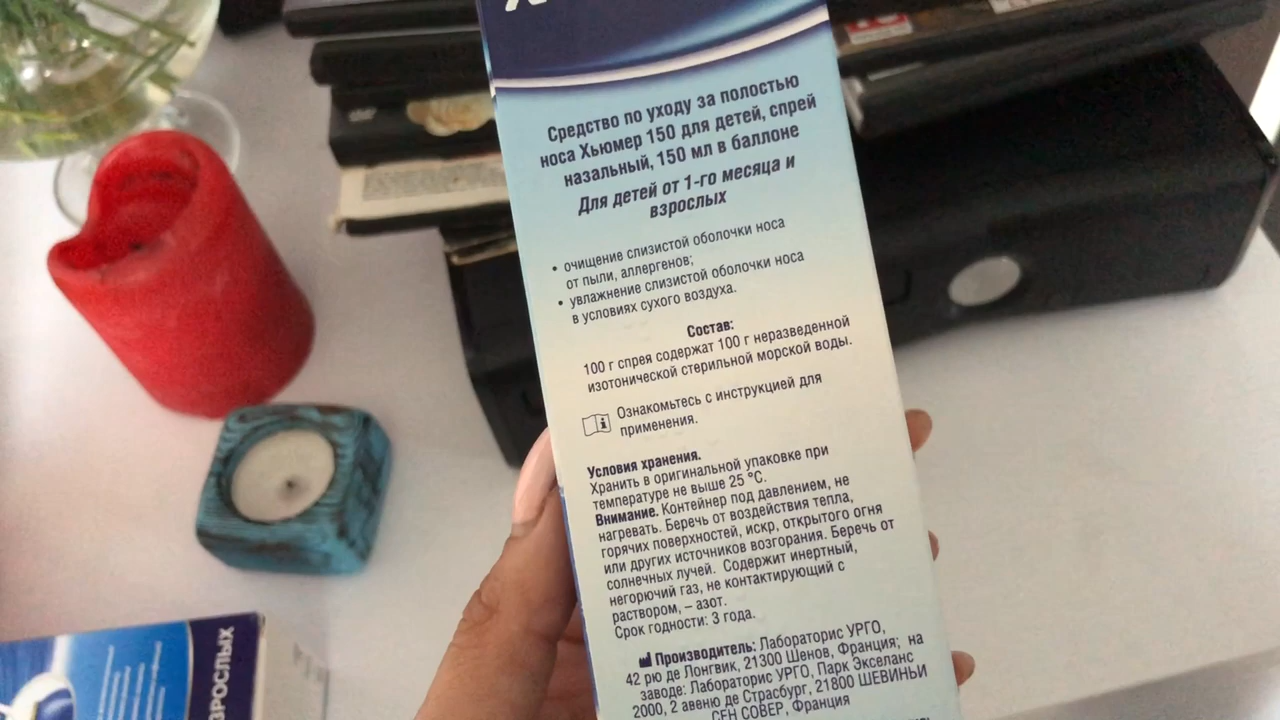 Средство по уходу за полостью
носа Хьюмер 150 для детей, спрей
назальный, 150 мл в баллоне
Для детей от 1-го месяца и
взрослых
• очищение слизистой оболочки носа
от пыли, аллергенов;
• увлажнение слизистой оболочки носа
в условиях сухого воздуха.
Состав:
100 г спрея содержат 100 г неразведенной
изотонической стерильной морской воды.
Ознакомьтесь с инструкцией для
применения.
Условия хранения.
Хранить в оригинальной упаковке при
температуре не выше 25 °С.
Внимание. Контейнер под давлением, не
нагревать. Беречь от воздействия тепла,
горячих поверхностей, искр, открытого огня
или других источников возгорания. Беречь от
солнечных лучей. Содержит инертный,
негорючий газ, не контактирующий с
раствором, – азот.
Срок годности: 3 года.
Производитель: Лабораторис УРГО,
42 рю де Лонгвик, 21300 Шенов, Франция; на
заводе: Лабораторис УРГО, Парк Экселанс
2000, 2 авеню де Страсбург, 21800 ШЕВИНЬИ
СЕН СОВЕР, Франция
ВЗРОСЛЫХ